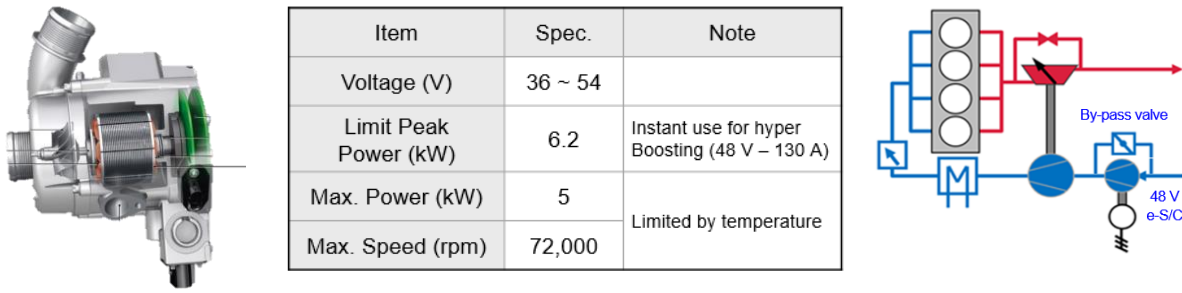 Item Spec. Note
Voltage (V) 36 ~ 54
Limit Peak
Power (kW) 6.2 Instant use for hyper
Boosting (48 V – 130 A)
Max. Power (kW) 5
Limited by temperature
Max. Speed (rpm) 72,000
By-pass valve
48 V
e-S/C